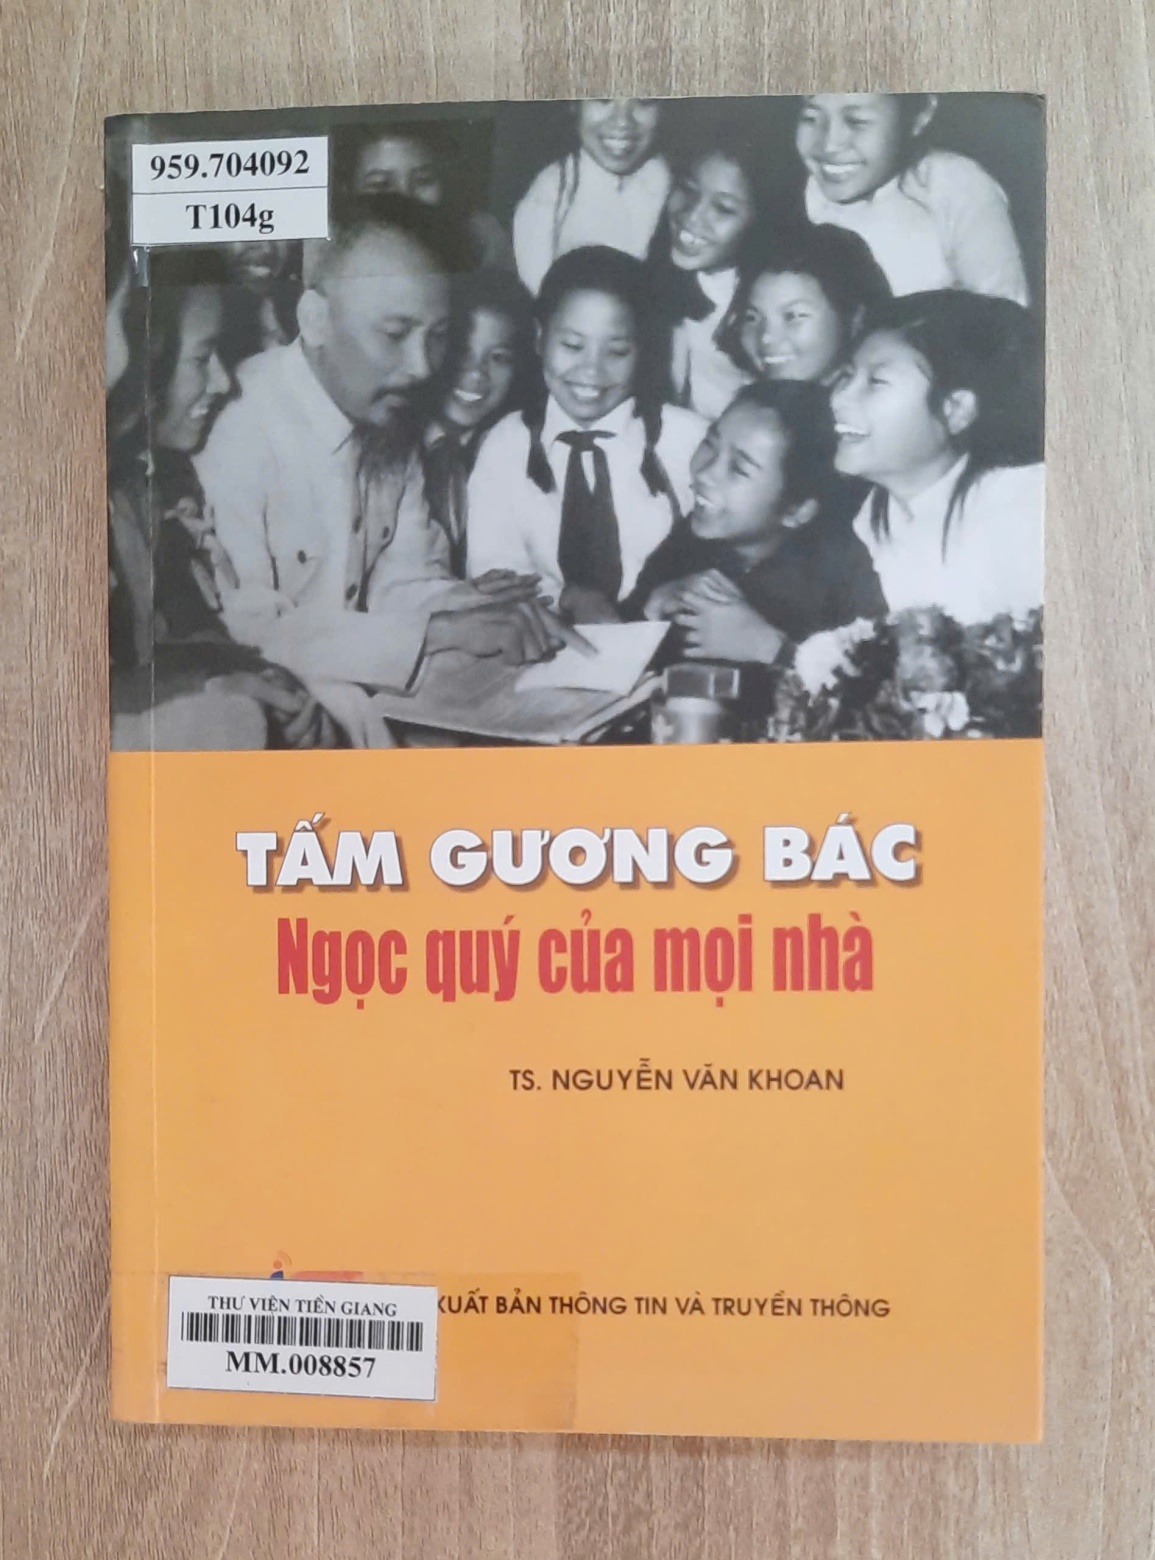 959.704092
T104g
TẤM GƯƠNG BÁC
Ngọc quý của mọi nhà
TS. NGUYỄN VĂN KHOAN
XUẤT BẢN THÔNG TIN VÀ TRUYỀN THÔNG
THƯ VIỆN TIỀN GIANG
MM.008857